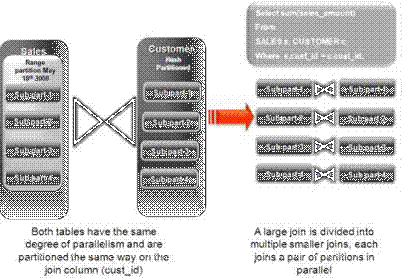 Sales
Range
partition May
18th 2008
Sub part 1
Sub part 2
Sub part 3
Sub part 4
Customer
Hash
Partitioned
Sub part 1
Sub part 2
Sub part 3
Sub part 4
Select sum(sales_amount)
From
SALES s, CUSTOMER c
Where s.cust_id = c.cust_id;
Sub part 1
Sub part 1
Sub part 2
Sub part 2
Sub part 3
Sub part 3
Sub part 4
Sub part 4
Both tables have the same
degree of parallelism and are
partitioned the same way on the
join column (cust_id)
A large join is divided into
multiple smaller joins, each
joins a pair of partitions in
parallel